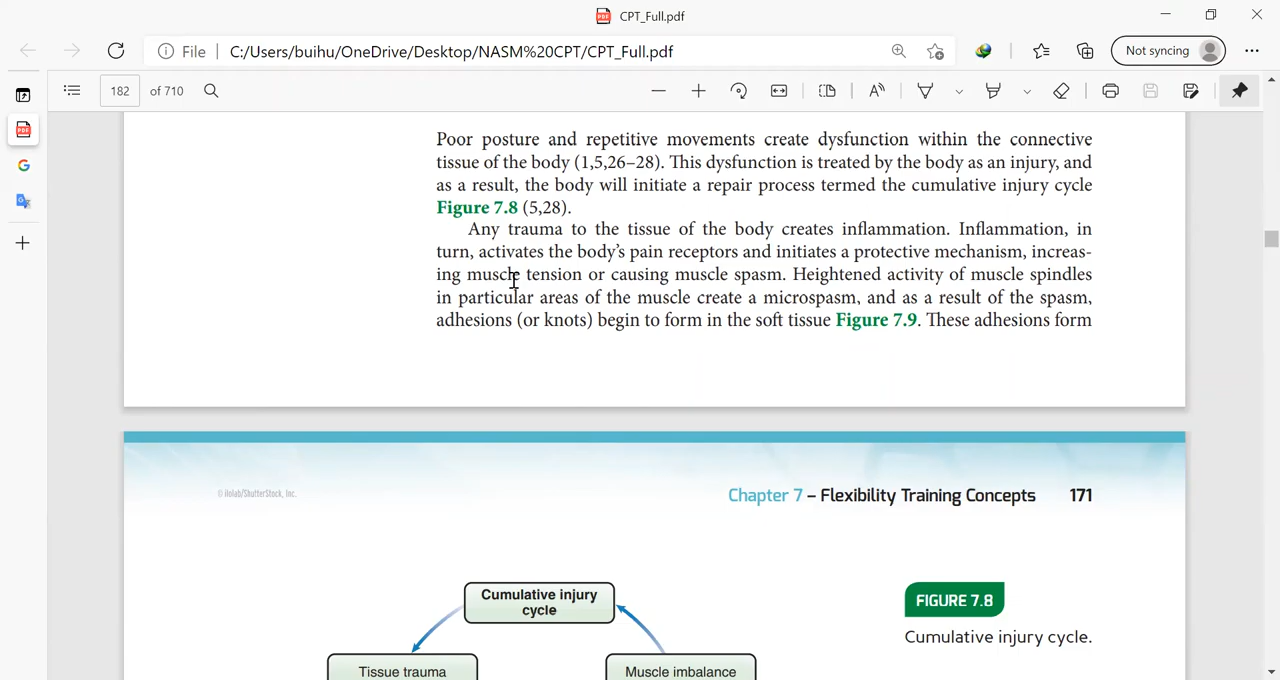 CPT_Full.pdf
File | C:/Users/buihu/OneDrive/Desktop/NASM%20CPT/CPT_Full.pdf
Not syncing
182 of 710
Poor posture and repetitive movements create dysfunction within the connective
tissue of the body (1,5,26–28). This dysfunction is treated by the body as an injury, and
as a result, the body will initiate a repair process termed the cumulative injury cycle
Figure 7.8 (5,28).
Any trauma to the tissue of the body creates inflammation. Inflammation, in
turn, activates the body's pain receptors and initiates a protective mechanism, increas-
ing muscle tension or causing muscle spasm. Heightened activity of muscle spindles
in particular areas of the muscle create a microspasm, and as a result of the spasm,
adhesions (or knots) begin to form in the soft tissue Figure 7.9. These adhesions form
© ilolab/ShutterStock, Inc.
Chapter 7 – Flexibility Training Concepts 171
Cumulative injury
cycle
FIGURE 7.8
Cumulative injury cycle.
Tissue trauma
Muscle imbalance